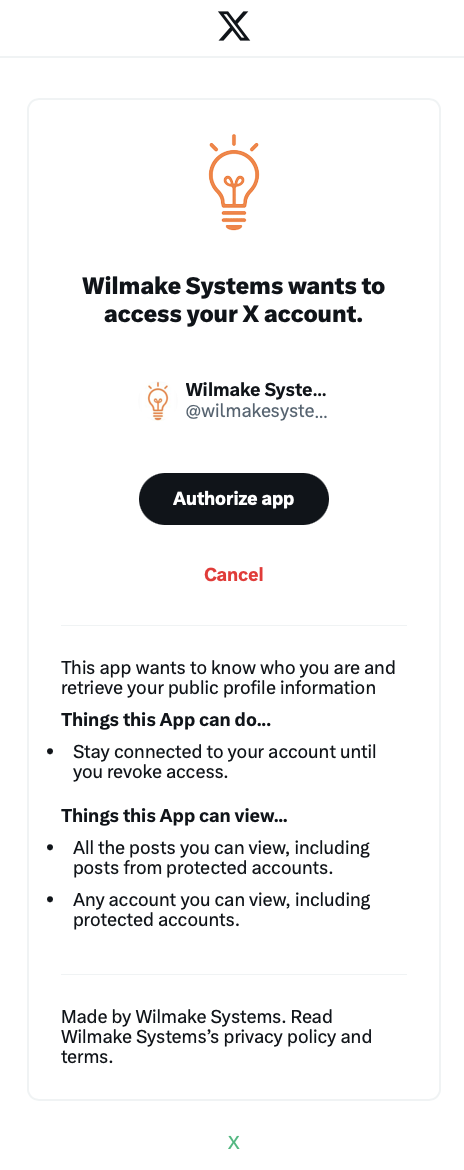 Wilmake Systems wants to
access your X account.
Wilmake Syste...
@wilmakesyste...
Authorize app
Cancel
This app wants to know who you are and
retrieve your public profile information
Things this App can do...
• Stay connected to your account until
you revoke access.
Things this App can view...
• All the posts you can view, including
posts from protected accounts.
• Any account you can view, including
protected accounts.
Made by Wilmake Systems. Read
Wilmake Systems’s privacy policy and
terms.
X